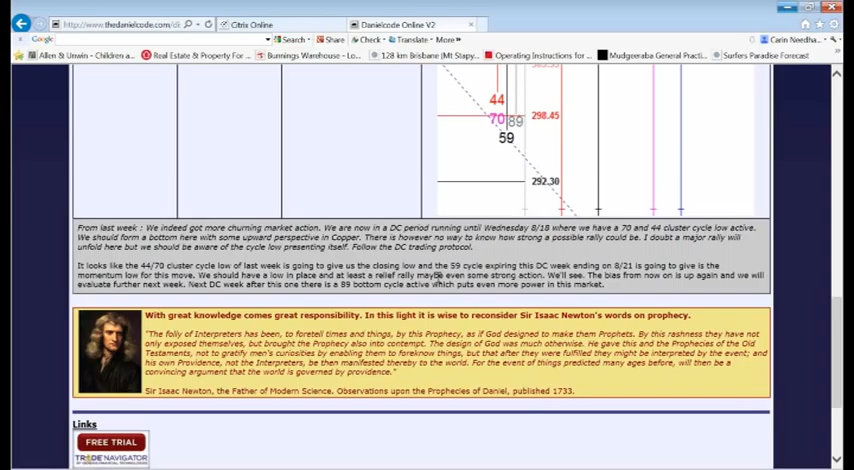 http://www.thedanielcode.com/di
Citrix Online
Danielcode Online V2
Google
Search
Share
Check
Translate
More »
Carin Needha...
Allen & Unwin - Children a...
Real Estate & Property For ...
Bunnings Warehouse - Lo...
128 km Brisbane (Mt Stapy...
Operating Instructions for ...
Mudgeeraba General Practi...
Surfers Paradise Forecast
44
70
89
59
298.45
292.30
From last week : We indeed got more churning market action. We are now in a DC period running until Wednesday 8/18 where we have a 70 and 44 cluster cycle low active.
We should form a bottom here with some upward perspective in Copper. There is however no way to know how strong a possible rally could be. I doubt a major rally will
unfold here but we should be aware of the cycle low presenting itself. Follow the DC trading protocol.
It looks like the 44/70 cluster cycle low of last week is going to give us the closing low and the 59 cycle expiring this DC week ending on 8/21 is going to give is the
momentum low for this move. We should have a low in place and at least a relief rally maybe even some strong action. We'll see. The bias from now on is up again and we will
evaluate further next week. Next DC week after this one there is a 89 bottom cycle active which puts even more power in this market.
With great knowledge comes great responsibility. In this light it is wise to reconsider Sir Isaac Newton's words on prophecy.
"The folly of Interpreters has been, to foretell times and things, by this Prophecy, as if God designed to make them Prophets. By this rashness they have not
only exposed themselves, but brought the Prophecy also into contempt. The design of God was much otherwise. He gave this and the Prophecies of the Old
Testaments, not to gratify men's curiosities by enabling them to foreknow things, but that after they were fulfilled they might be interpreted by the event; and
his own Providence, not the Interpreters, be then manifested thereby to the world. For the event of things predicted many ages before, will then be a
convincing argument that the world is governed by providence."
Sir Isaac Newton, the Father of Modern Science. Observations upon the Prophecies of Daniel, published 1733.
Links
FREE TRIAL
TRADE NAVIGATOR